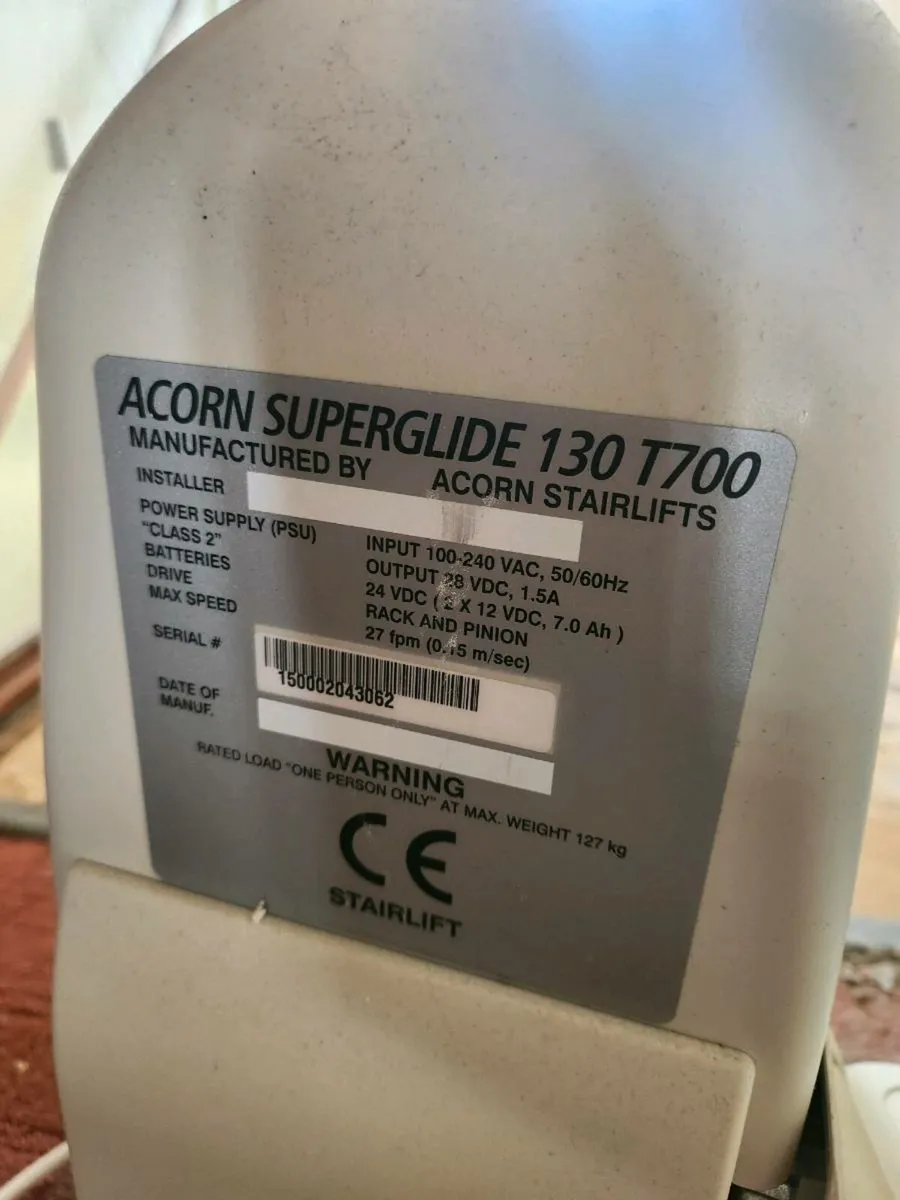 ACORN SUPERGLIDE 130 T700
MANUFACTURED BY ACORN STAIRLIFTS
INSTALLER
POWER SUPPLY (PSU) INPUT 100-240 VAC, 50/60Hz
"CLASS 2" OUTPUT 28 VDC, 1.5A
BATTERIES 24 VDC ( 2 X 12 VDC, 7.0 Ah )
DRIVE RACK AND PINION
MAX SPEED 27 fpm (0.15 m/sec)
SERIAL # 150002043062
DATE OF
MANUF.
WARNING
RATED LOAD "ONE PERSON ONLY" AT MAX. WEIGHT 127 kg
CE
STAIRLIFT